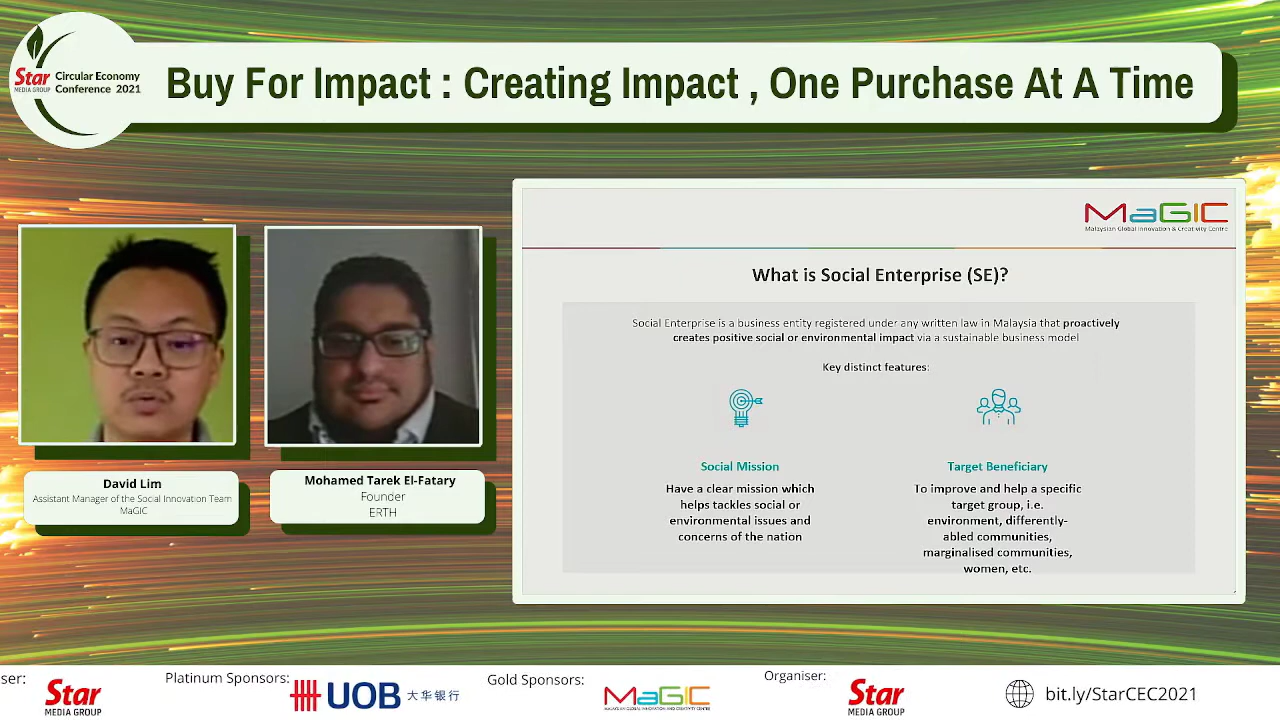 Star
MEDIA GROUP
Circular Economy
Conference 2021
Buy For Impact : Creating Impact , One Purchase At A Time
David Lim
Assistant Manager of the Social Innovation Team
MaGIC
Mohamed Tarek El-Fatary
Founder
ERTH
MaGIC
Malaysian Global Innovation & Creativity Centre
What is Social Enterprise (SE)?
Social Enterprise is a business entity registered under any written law in Malaysia that proactively
creates positive social or environmental impact via a sustainable business model
Key distinct features:
Social Mission
Have a clear mission which
helps tackles social or
environmental issues and
concerns of the nation
Target Beneficiary
To improve and help a specific
target group, i.e.
environment, differently-
abled communities,
marginalised communities,
women, etc.
ser:
Star
MEDIA GROUP
Platinum Sponsors:
UOB 大华银行
Gold Sponsors:
MaGIC
MALAYSIAN GLOBAL INNOVATION AND CREATIVITY CENTRE
Organiser:
Star
MEDIA GROUP
bit.ly/StarCEC2021